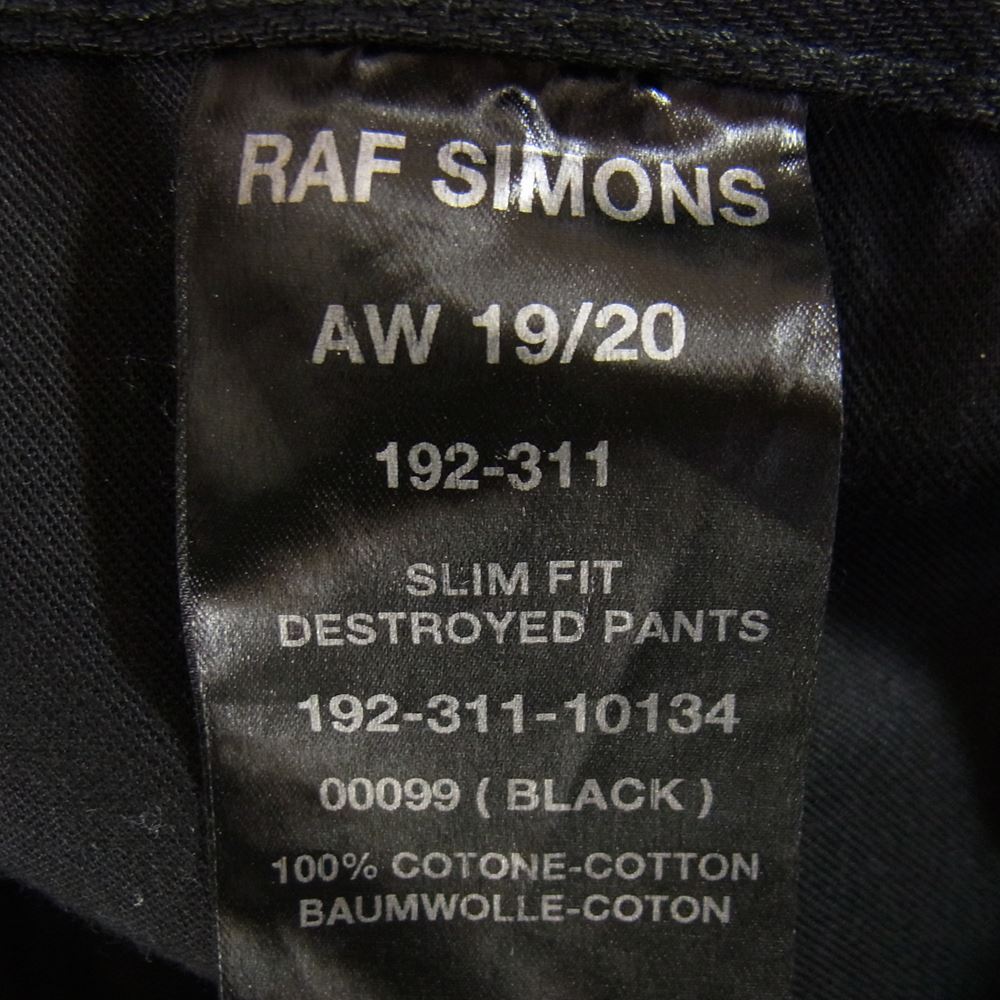 RAF SIMONS
AW 19/20
192-311
SLIM FIT
DESTROYED PANTS
192-311-10134
00099 ( BLACK )
100% COTONE-COTTON
BAUMWOLLE-COTON